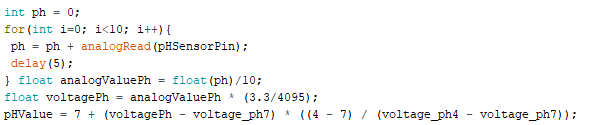 int ph = 0;
for(int i=0; i<10; i++){
ph = ph + analogRead(pHSensorPin);
delay(5);
} float analogValuePh = float(ph)/10;
float voltagePh = analogValuePh * (3.3/4095);
pHValue = 7 + (voltagePh - voltage_ph7) * ((4 - 7) / (voltage_ph4 - voltage_ph7));